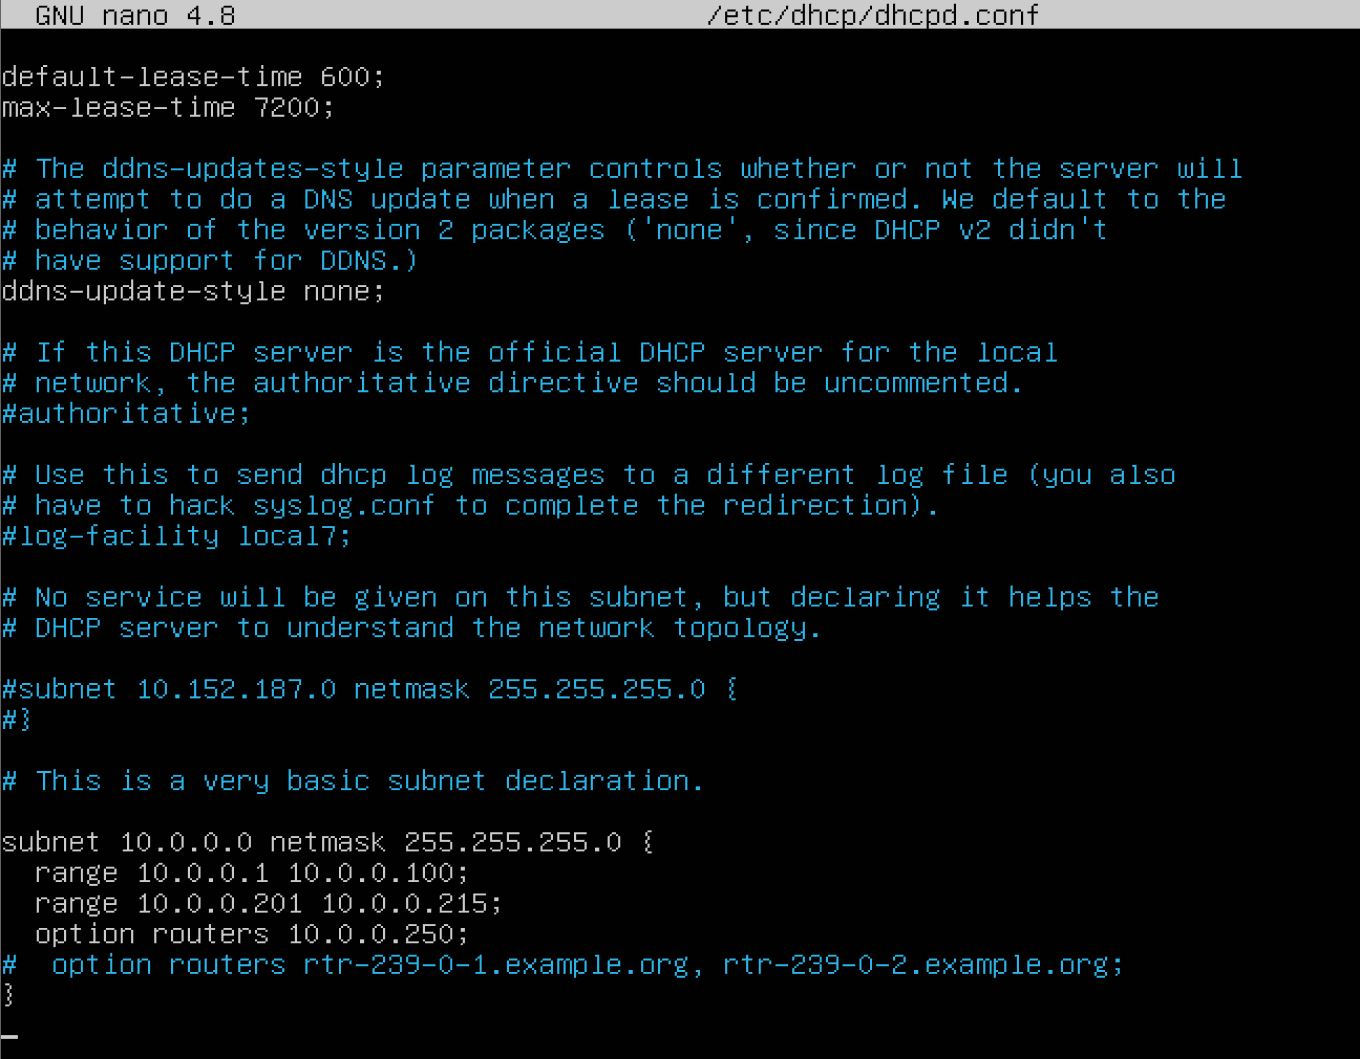 GNU nano 4.8 /etc/dhcp/dhcpd.conf
default-lease-time 600;
max-lease-time 7200;
# The ddns-updates-style parameter controls whether or not the server will
# attempt to do a DNS update when a lease is confirmed. We default to the
# behavior of the version 2 packages ('none', since DHCP v2 didn't
# have support for DDNS.)
ddns-update-style none;
# If this DHCP server is the official DHCP server for the local
# network, the authoritative directive should be uncommented.
#authoritative;
# Use this to send dhcp log messages to a different log file (you also
# have to hack syslog.conf to complete the redirection).
#log-facility local7;
# No service will be given on this subnet, but declaring it helps the
# DHCP server to understand the network topology.
#subnet 10.152.187.0 netmask 255.255.255.0 {
#}
# This is a very basic subnet declaration.
subnet 10.0.0.0 netmask 255.255.255.0 {
  range 10.0.0.1 10.0.0.100;
  range 10.0.0.201 10.0.0.215;
  option routers 10.0.0.250;
#  option routers rtr-239-0-1.example.org, rtr-239-0-2.example.org;
}